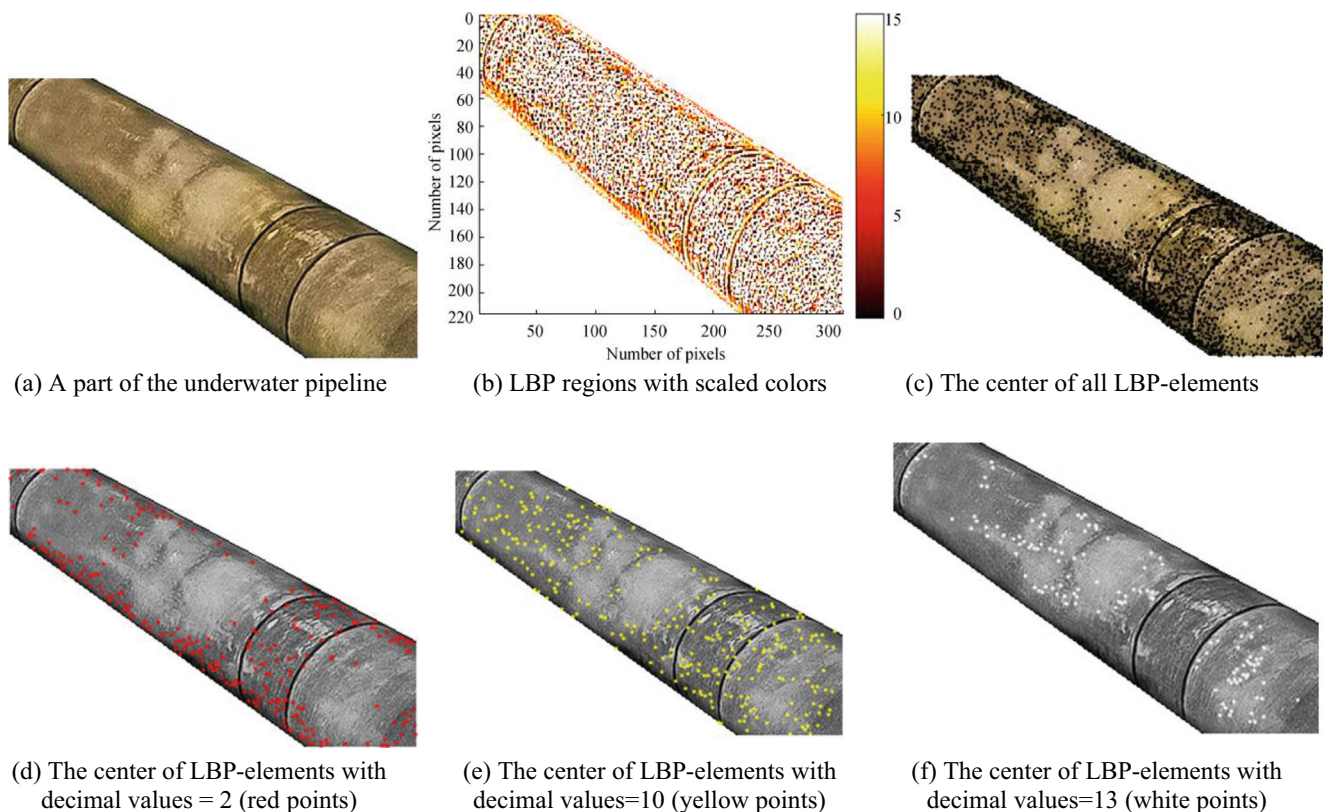 0
20
40
60
80
100
120
140
160
180
200
220
Number of pixels
50
100
150
200
250
300
Number of pixels
15
10
5
0
(a) A part of the underwater pipeline
(b) LBP regions with scaled colors
(c) The center of all LBP-elements
(d) The center of LBP-elements with
decimal values = 2 (red points)
(e) The center of LBP-elements with
decimal values=10 (yellow points)
(f) The center of LBP-elements with
decimal values=13 (white points)